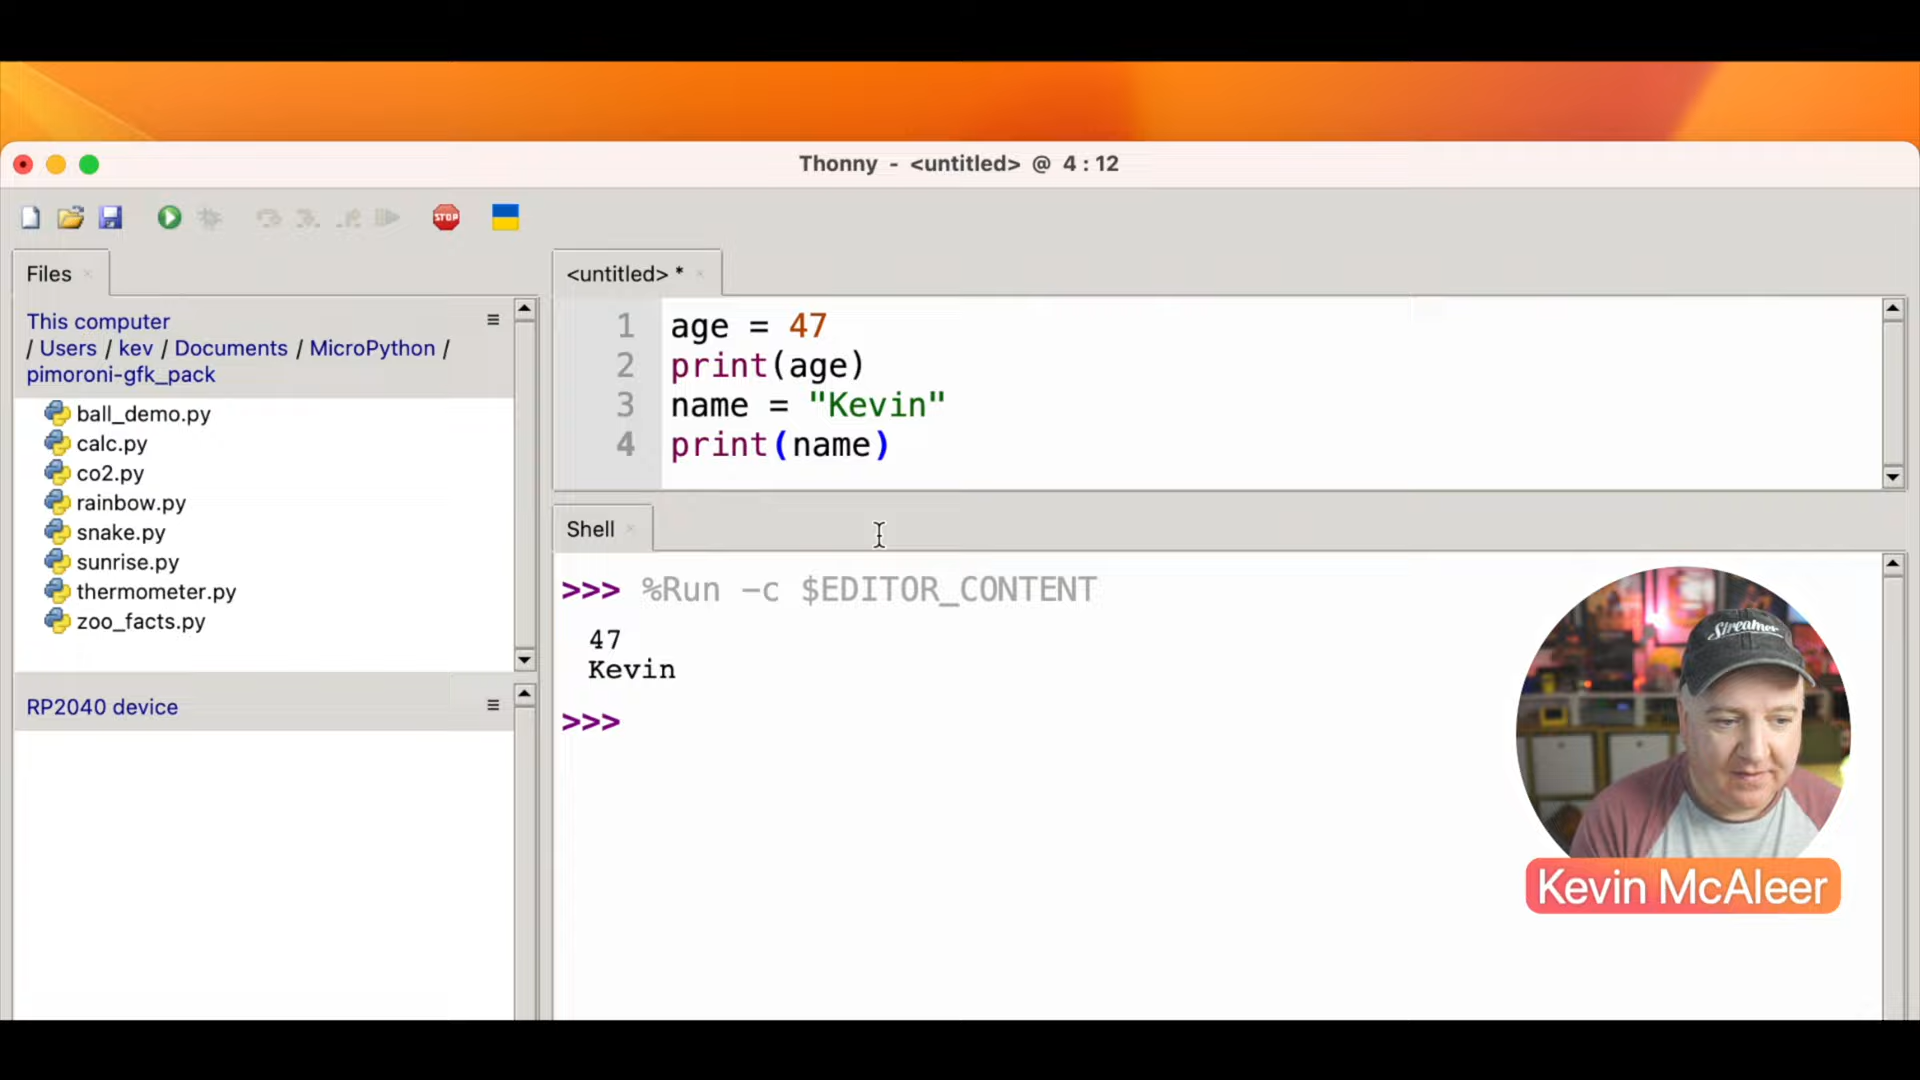 Thonny - <untitled> @ 4 : 12
STOP
Files
<untitled> *
This computer
/ Users / kev / Documents / MicroPython /
pimoroni-gfk_pack
ball_demo.py
calc.py
co2.py
rainbow.py
snake.py
sunrise.py
thermometer.py
zoo_facts.py
RP2040 device
1 age = 47
2 print(age)
3 name = "Kevin"
4 print(name)
Shell
>>> %Run -c $EDITOR_CONTENT
47
Kevin
>>>
Streamer
Kevin McAleer